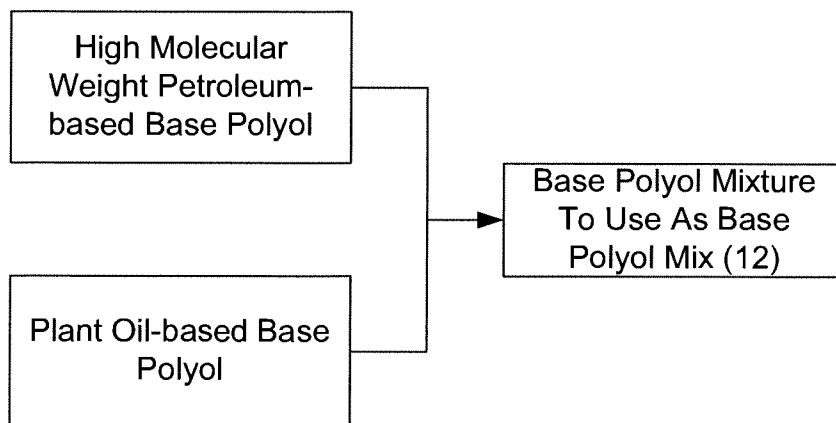 High Molecular
Weight Petroleum-
based Base Polyol
Base Polyol Mixture
To Use As Base
Polyol Mix (12)
Plant Oil-based Base
Polyol